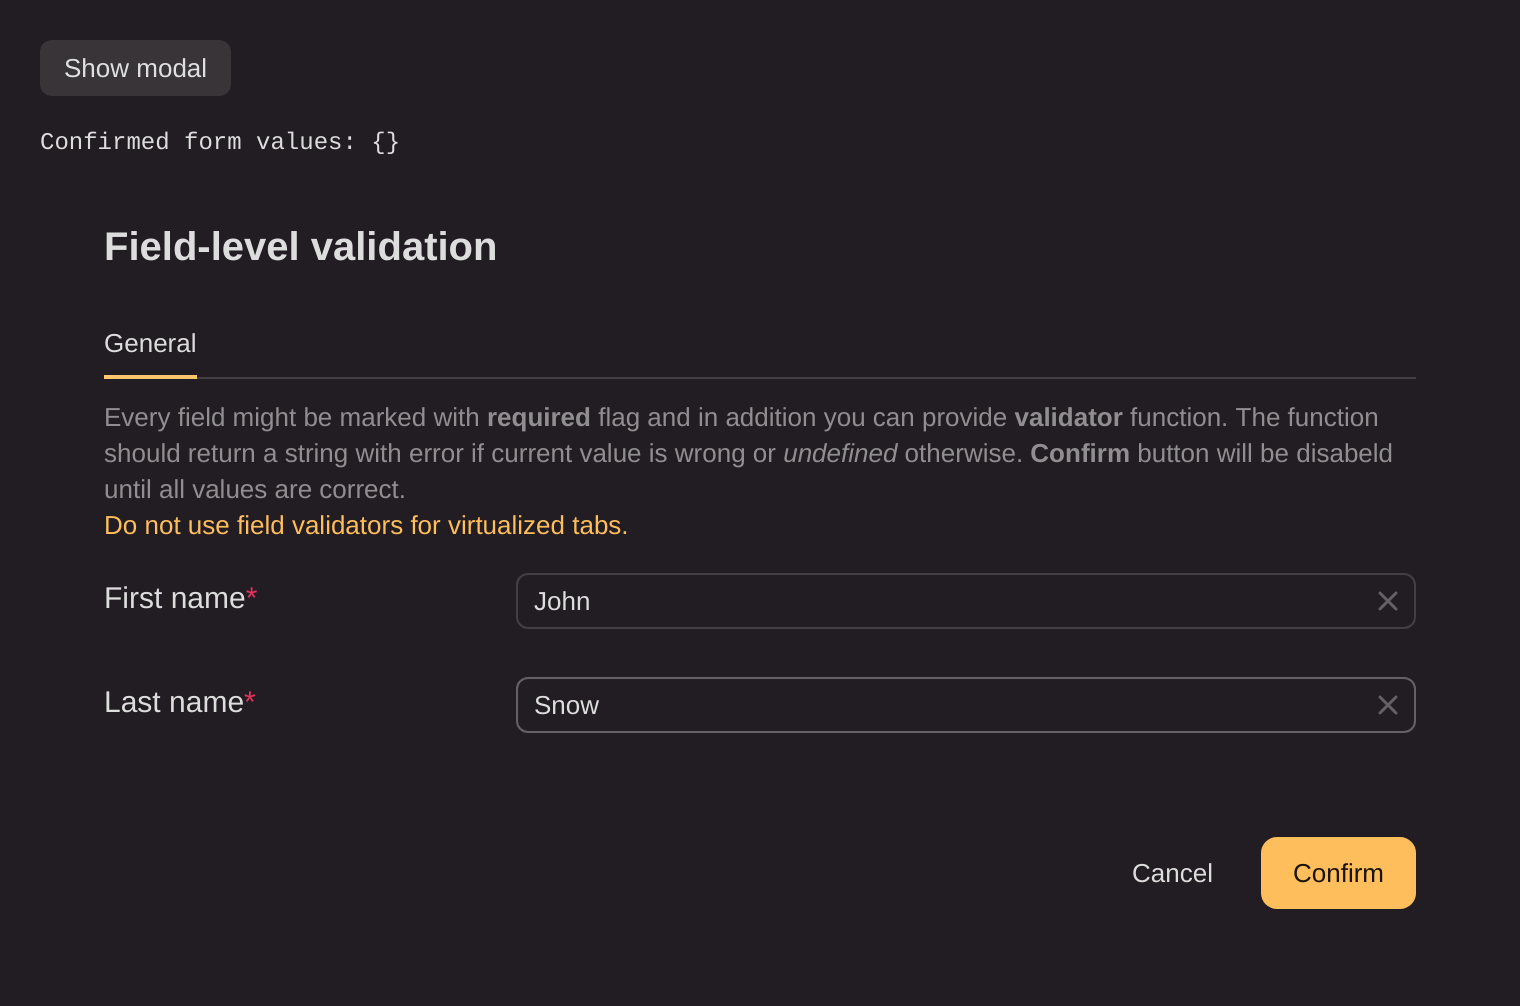 Show modal
Confirmed form values: {}
Field-level validation
General
Every field might be marked with required flag and in addition you can provide validator function. The function
should return a string with error if current value is wrong or undefined otherwise. Confirm button will be disabeld
until all values are correct.
Do not use field validators for virtualized tabs.
First name*
John
Last name*
Snow
Cancel
Confirm